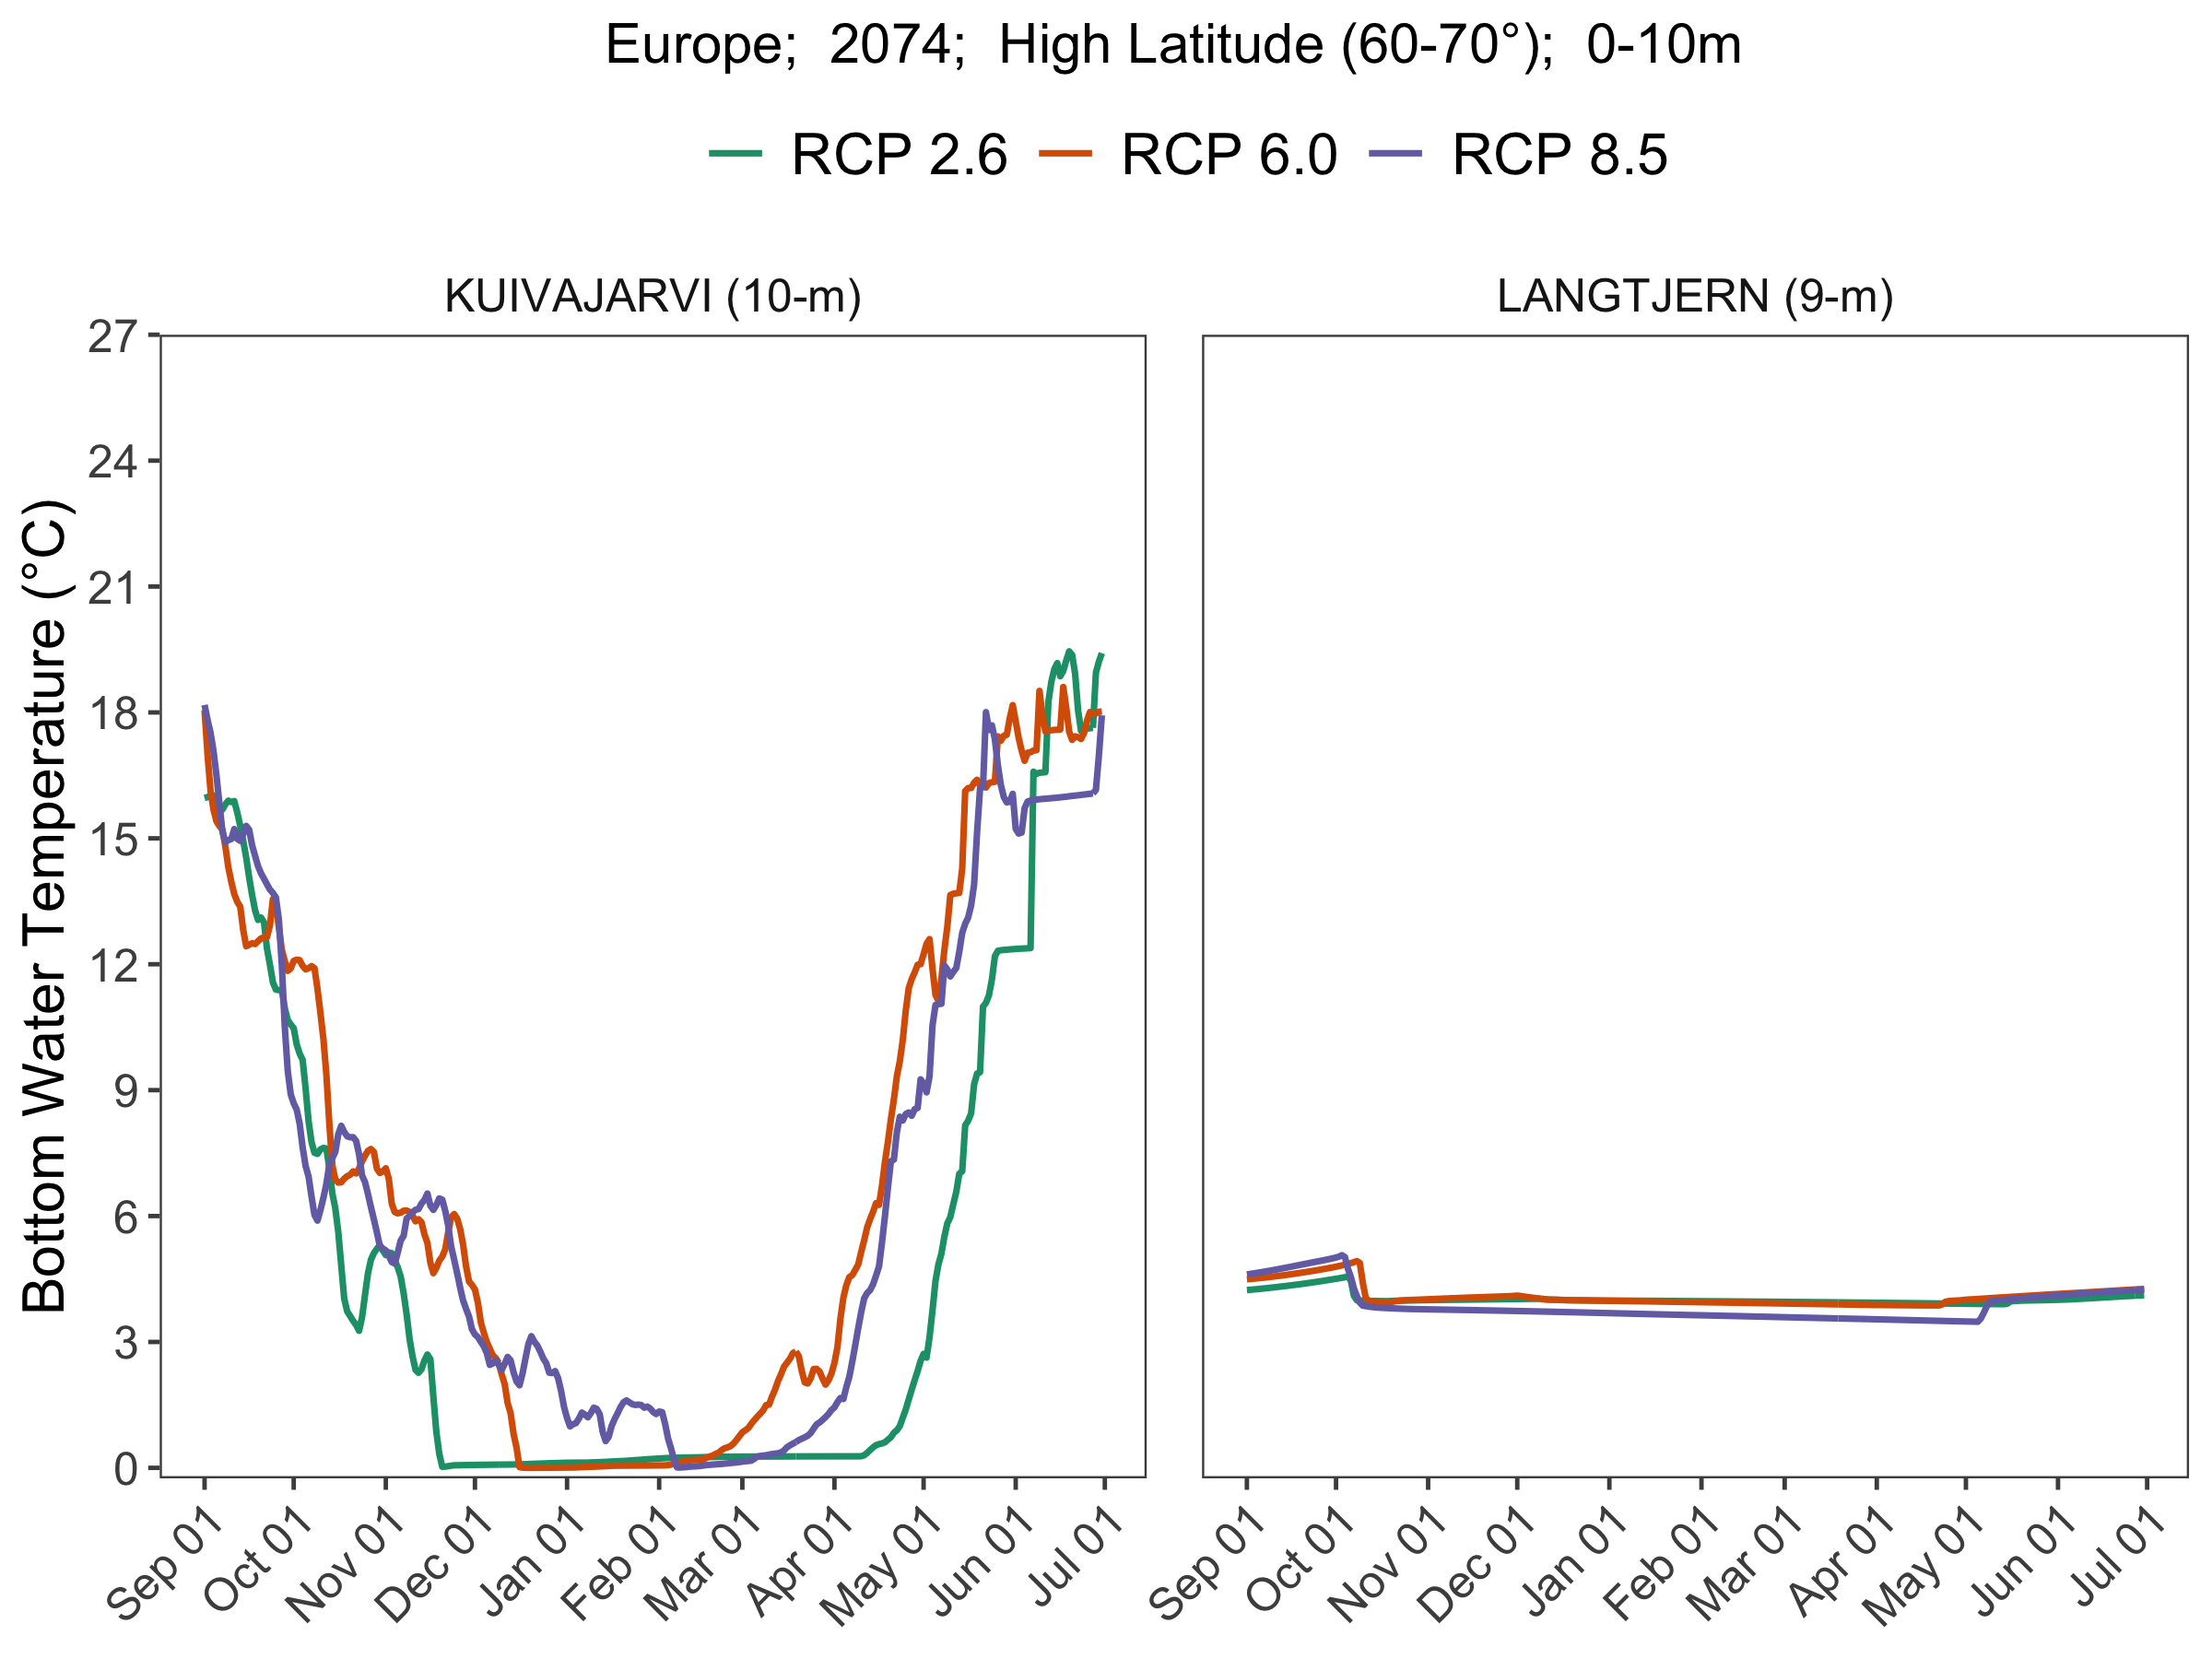 Europe;  2074;  High Latitude (60-70°);  0-10m
RCP 2.6 RCP 6.0 RCP 8.5
KUIVAJARVI (10-m)
LANGTJERN (9-m)
Bottom Water Temperature (°C)
27
24
21
18
15
12
9
6
3
0
Sep 01 Oct 01 Nov 01 Dec 01 Jan 01 Feb 01 Mar 01 Apr 01 May 01 Jun 01 Jul 01
Sep 01 Oct 01 Nov 01 Dec 01 Jan 01 Feb 01 Mar 01 Apr 01 May 01 Jun 01 Jul 01